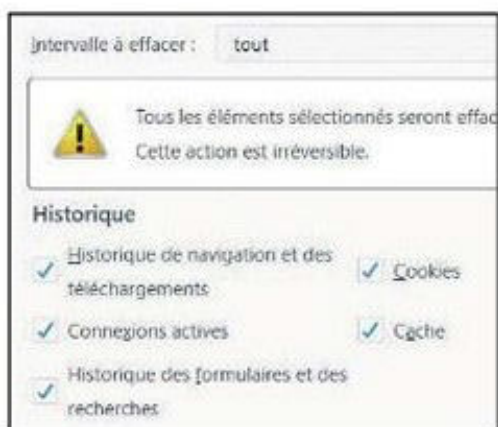 Intervalle à effacer : tout
Tous les éléments sélectionnés seront effac
Cette action est irréversible.
Historique
Historique de navigation et des
téléchargements
Cookies
Connexions actives
Cache
Historique des formulaires et des
recherches